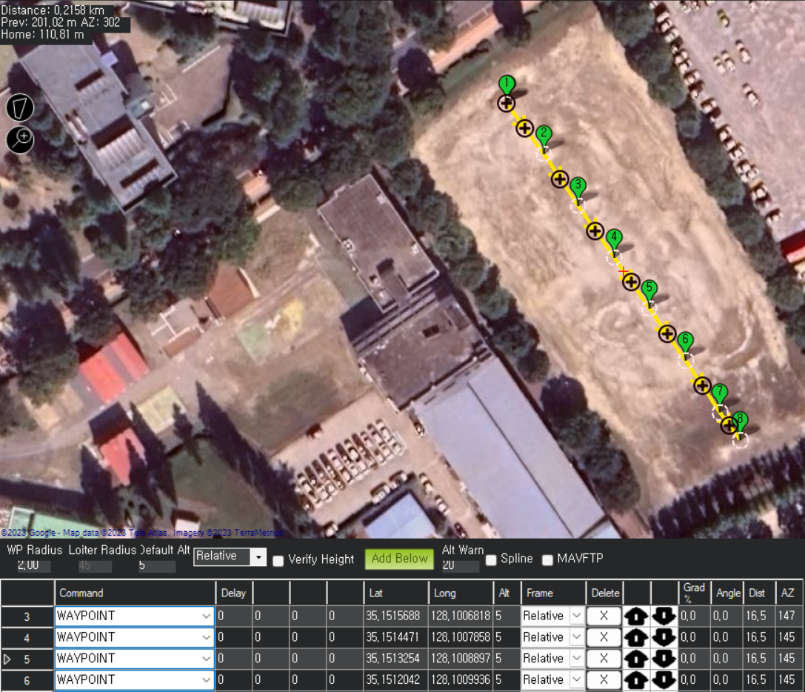 Distance: 0,2158 km
Prev: 201,02 m AZ: 302
Home: 110,81 m
1
2
3
4
5
6
7
8
©2023 Google - Map data ©2023 Tele Atlas, Imagery ©2023 TerraMetrics
WP Radius Loiter Radius Default Alt Alt Warn
2,00 45 5 Relative Verify Height Add Below 20 Spline MAVFTP
Command Delay Lat Long Alt Frame Delete Grad % Angle Dist AZ
3 WAYPOINT 0 0 0 0 35,1515688 128,1006818 5 Relative X 0,0 0,0 16,5 147
4 WAYPOINT 0 0 0 0 35,1514471 128,1007858 5 Relative X 0,0 0,0 16,5 145
5 WAYPOINT 0 0 0 0 35,1513254 128,1008897 5 Relative X 0,0 0,0 16,5 145
6 WAYPOINT 0 0 0 0 35,1512042 128,1009936 5 Relative X 0,0 0,0 16,5 145